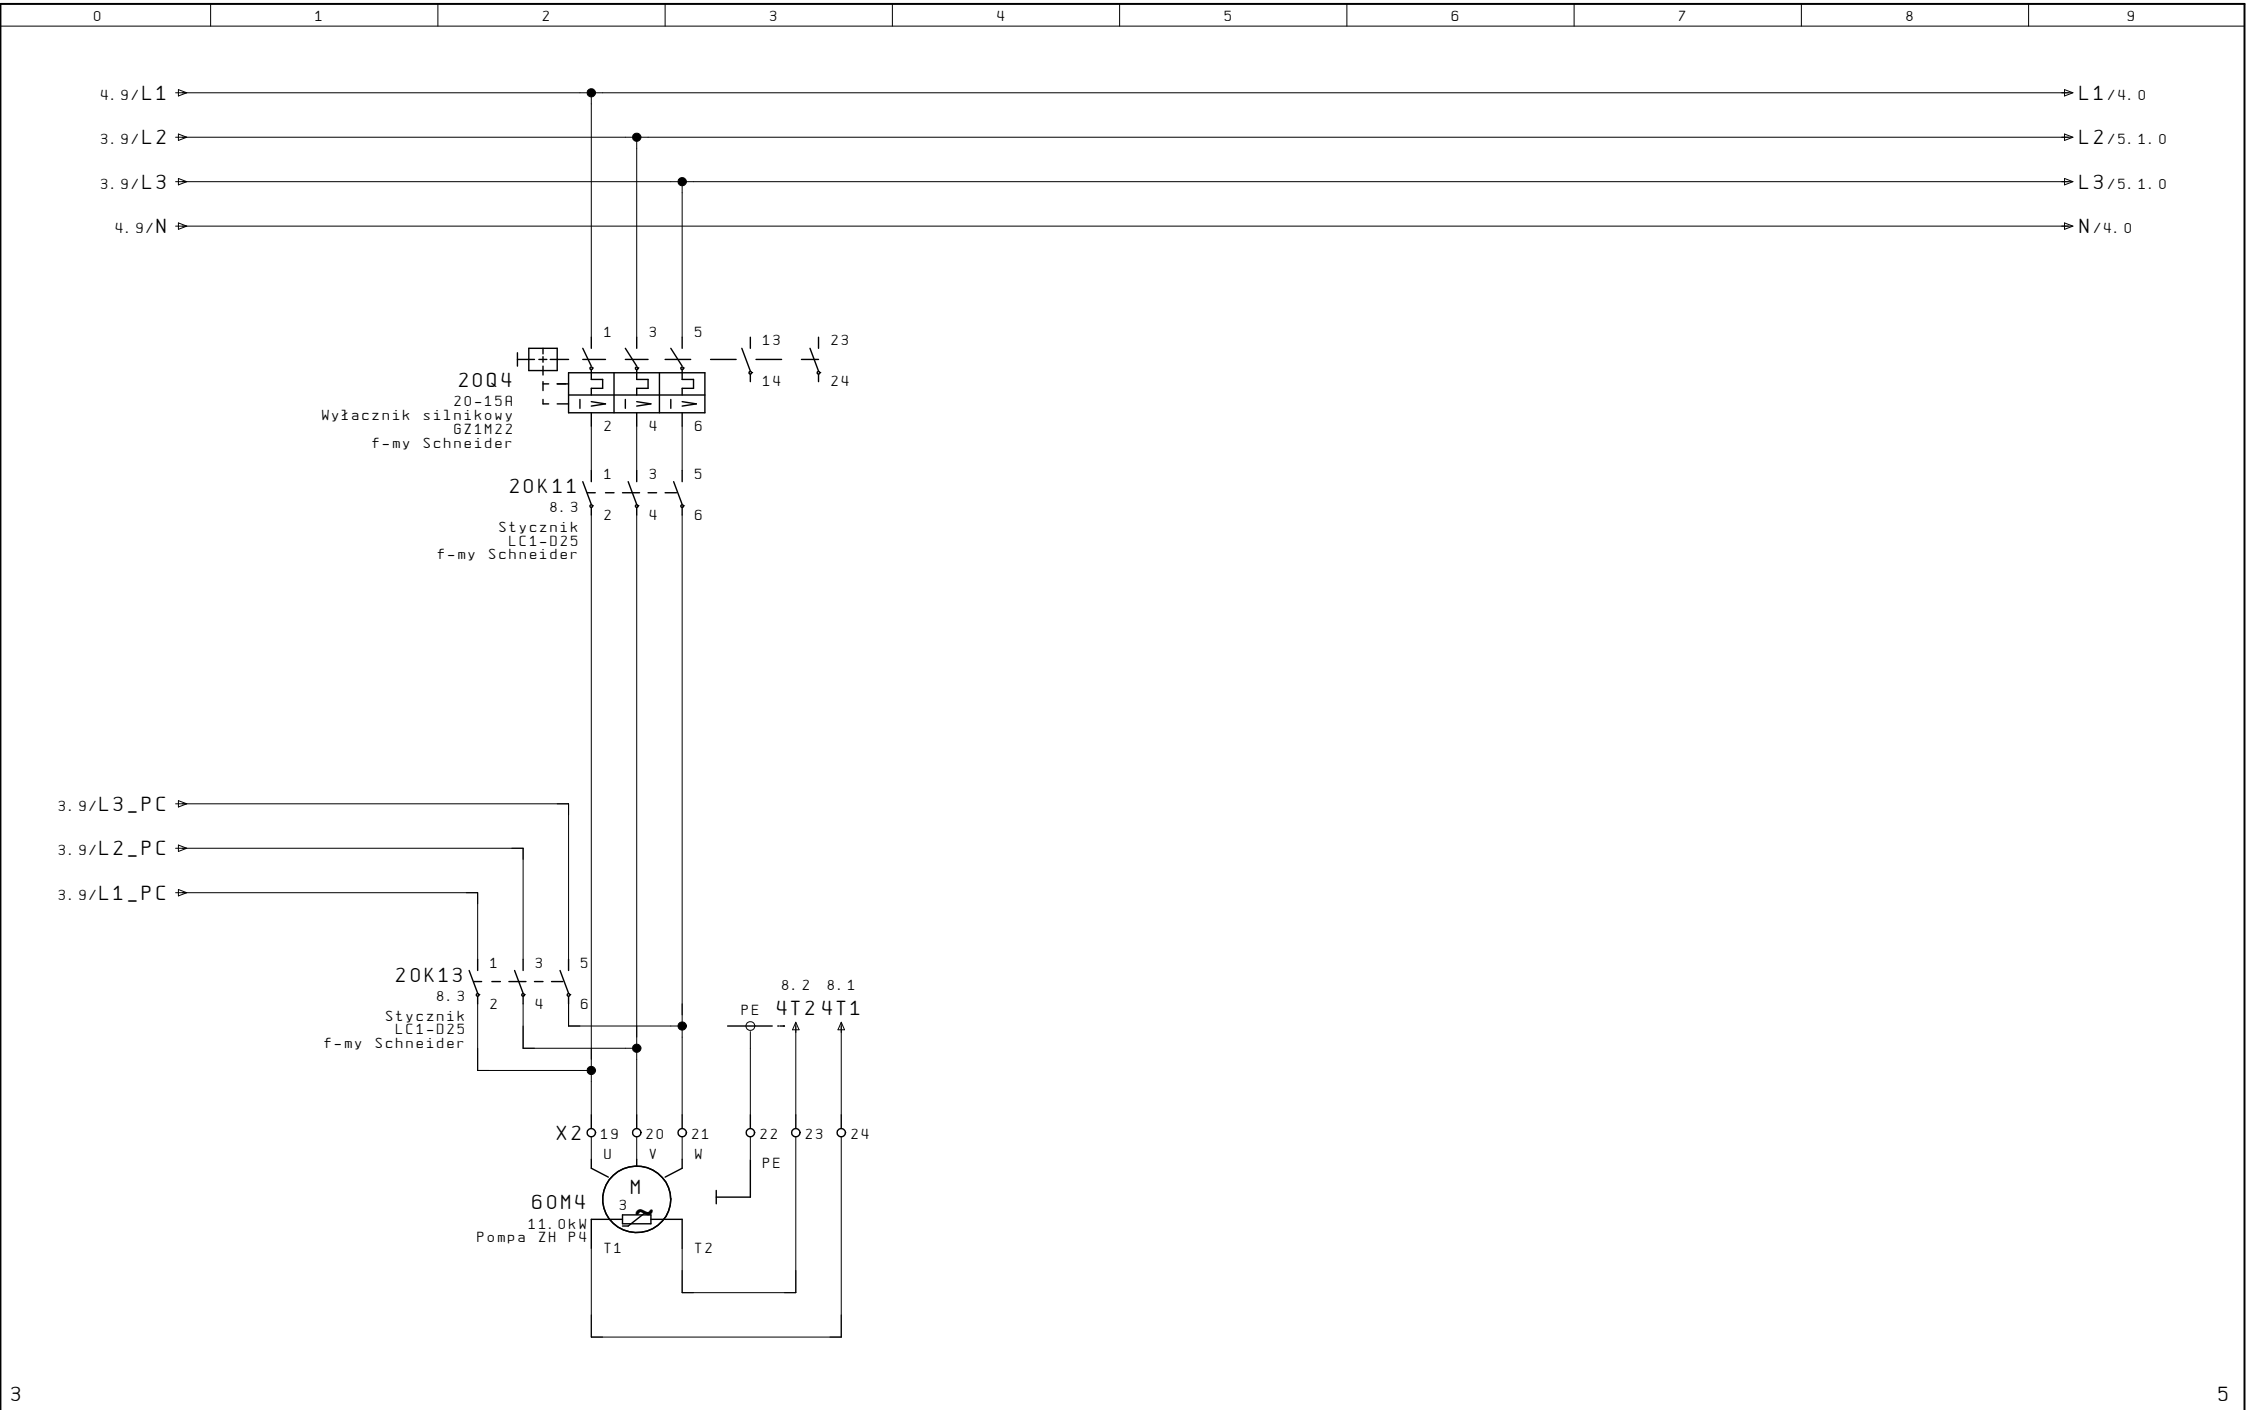 0 1 2 3 4 5 6 7 8 9
4.9/L1 L1/4.0
3.9/L2 L2/5.1.0
3.9/L3 L3/5.1.0
4.9/N N/4.0
1 3 5 13 23
14 24
20Q4
20-15A
Wyłacznik silnikowy
GZ1M22
f-my Schneider
I > I > I >
2 4 6
1 3 5
20K11
8.3
2 4 6
Stycznik
LC1-D25
f-my Schneider
3.9/L3_PC
3.9/L2_PC
3.9/L1_PC
1 3 5
20K13
8.3
2 4 6
Stycznik
LC1-D25
f-my Schneider
8.2 8.1
PE 4T2 4T1
X2 19 20 21 22 23 24
U V W PE
M
3
60M4
11.0kW
Pompa ZH P4
T1 T2
3 5